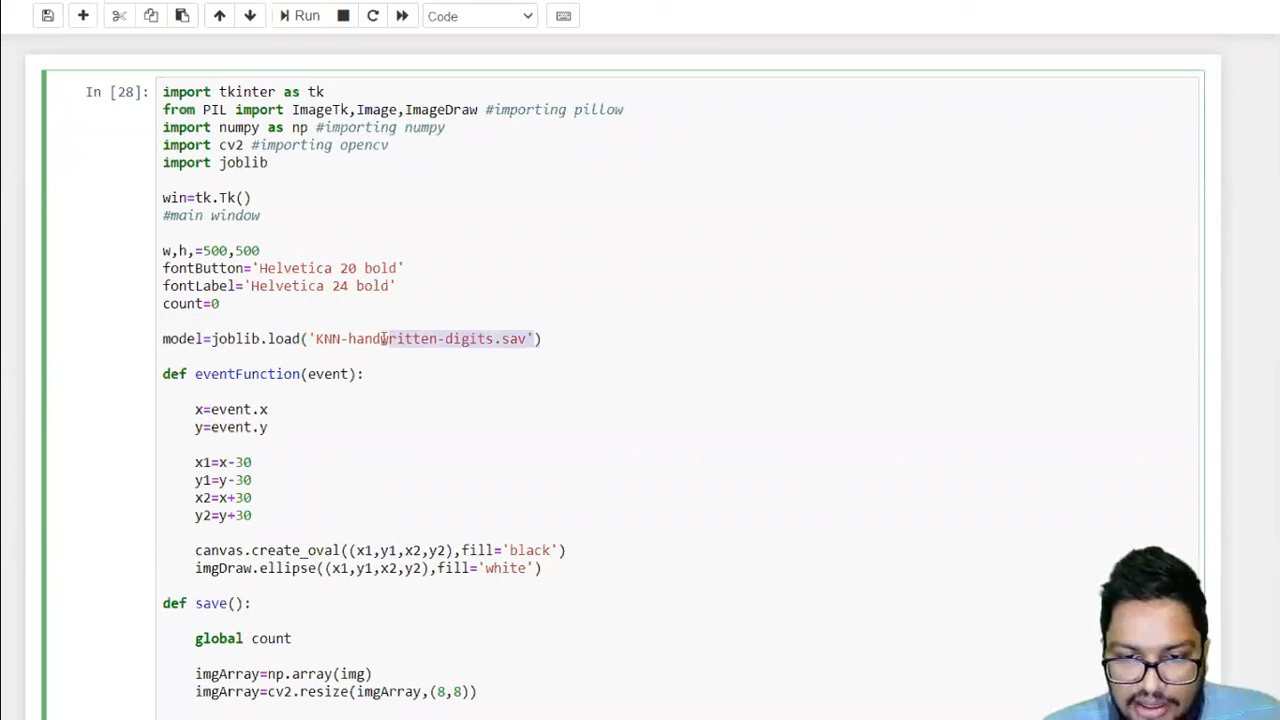 Run Code
In [28]:
import tkinter as tk
from PIL import ImageTk,Image,ImageDraw #importing pillow
import numpy as np #importing numpy
import cv2 #importing opencv
import joblib
win=tk.Tk()
#main window
w,h,=500,500
fontButton='Helvetica 20 bold'
fontLabel='Helvetica 24 bold'
count=0
model=joblib.load('KNN-handwritten-digits.sav')
def eventFunction(event):
x=event.x
y=event.y
x1=x-30
y1=y-30
x2=x+30
y2=y+30
canvas.create_oval((x1,y1,x2,y2),fill='black')
imgDraw.ellipse((x1,y1,x2,y2),fill='white')
def save():
global count
imgArray=np.array(img)
imgArray=cv2.resize(imgArray,(8,8))